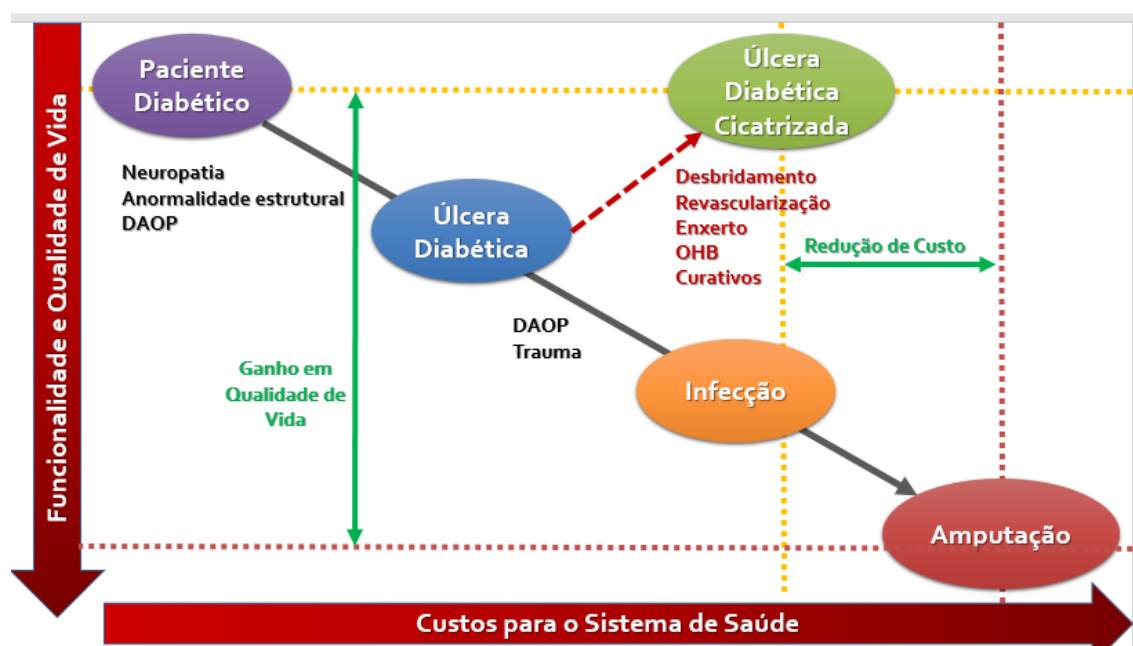 Funcionalidade e Qualidade de Vida
Paciente
Diabético
Úlcera
Diabética
Cicatrizada
Neuropatia
Anormalidade estrutural
DAOP
Úlcera
Diabética
Desbridamento
Revascularização
Enxerto
OHB
Curativos
Redução de Custo
DAOP
Trauma
Ganho em
Qualidade de
Vida
Infecção
Amputação
Custos para o Sistema de Saúde